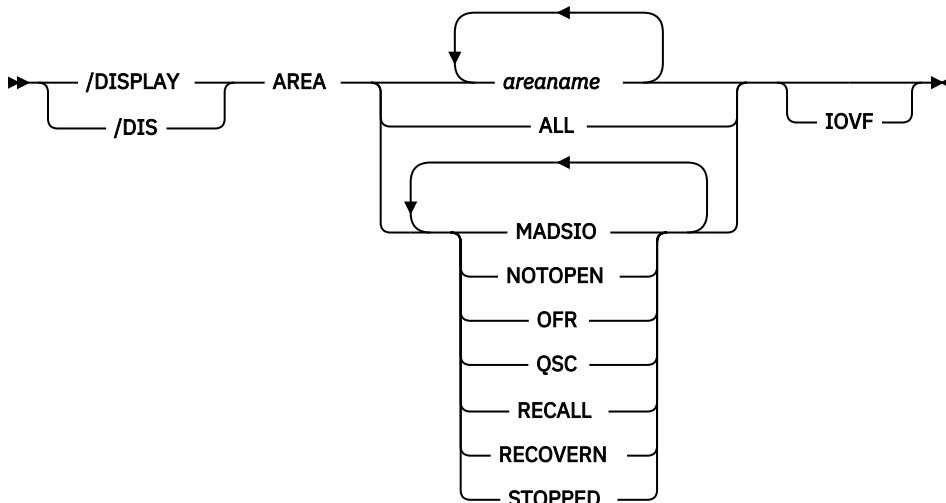 /DISPLAY AREA areaname
/DIS
ALL
IOVF
MADSIO
NOTOPEN
OFR
QSC
RECALL
RECOVERN
STOPPED